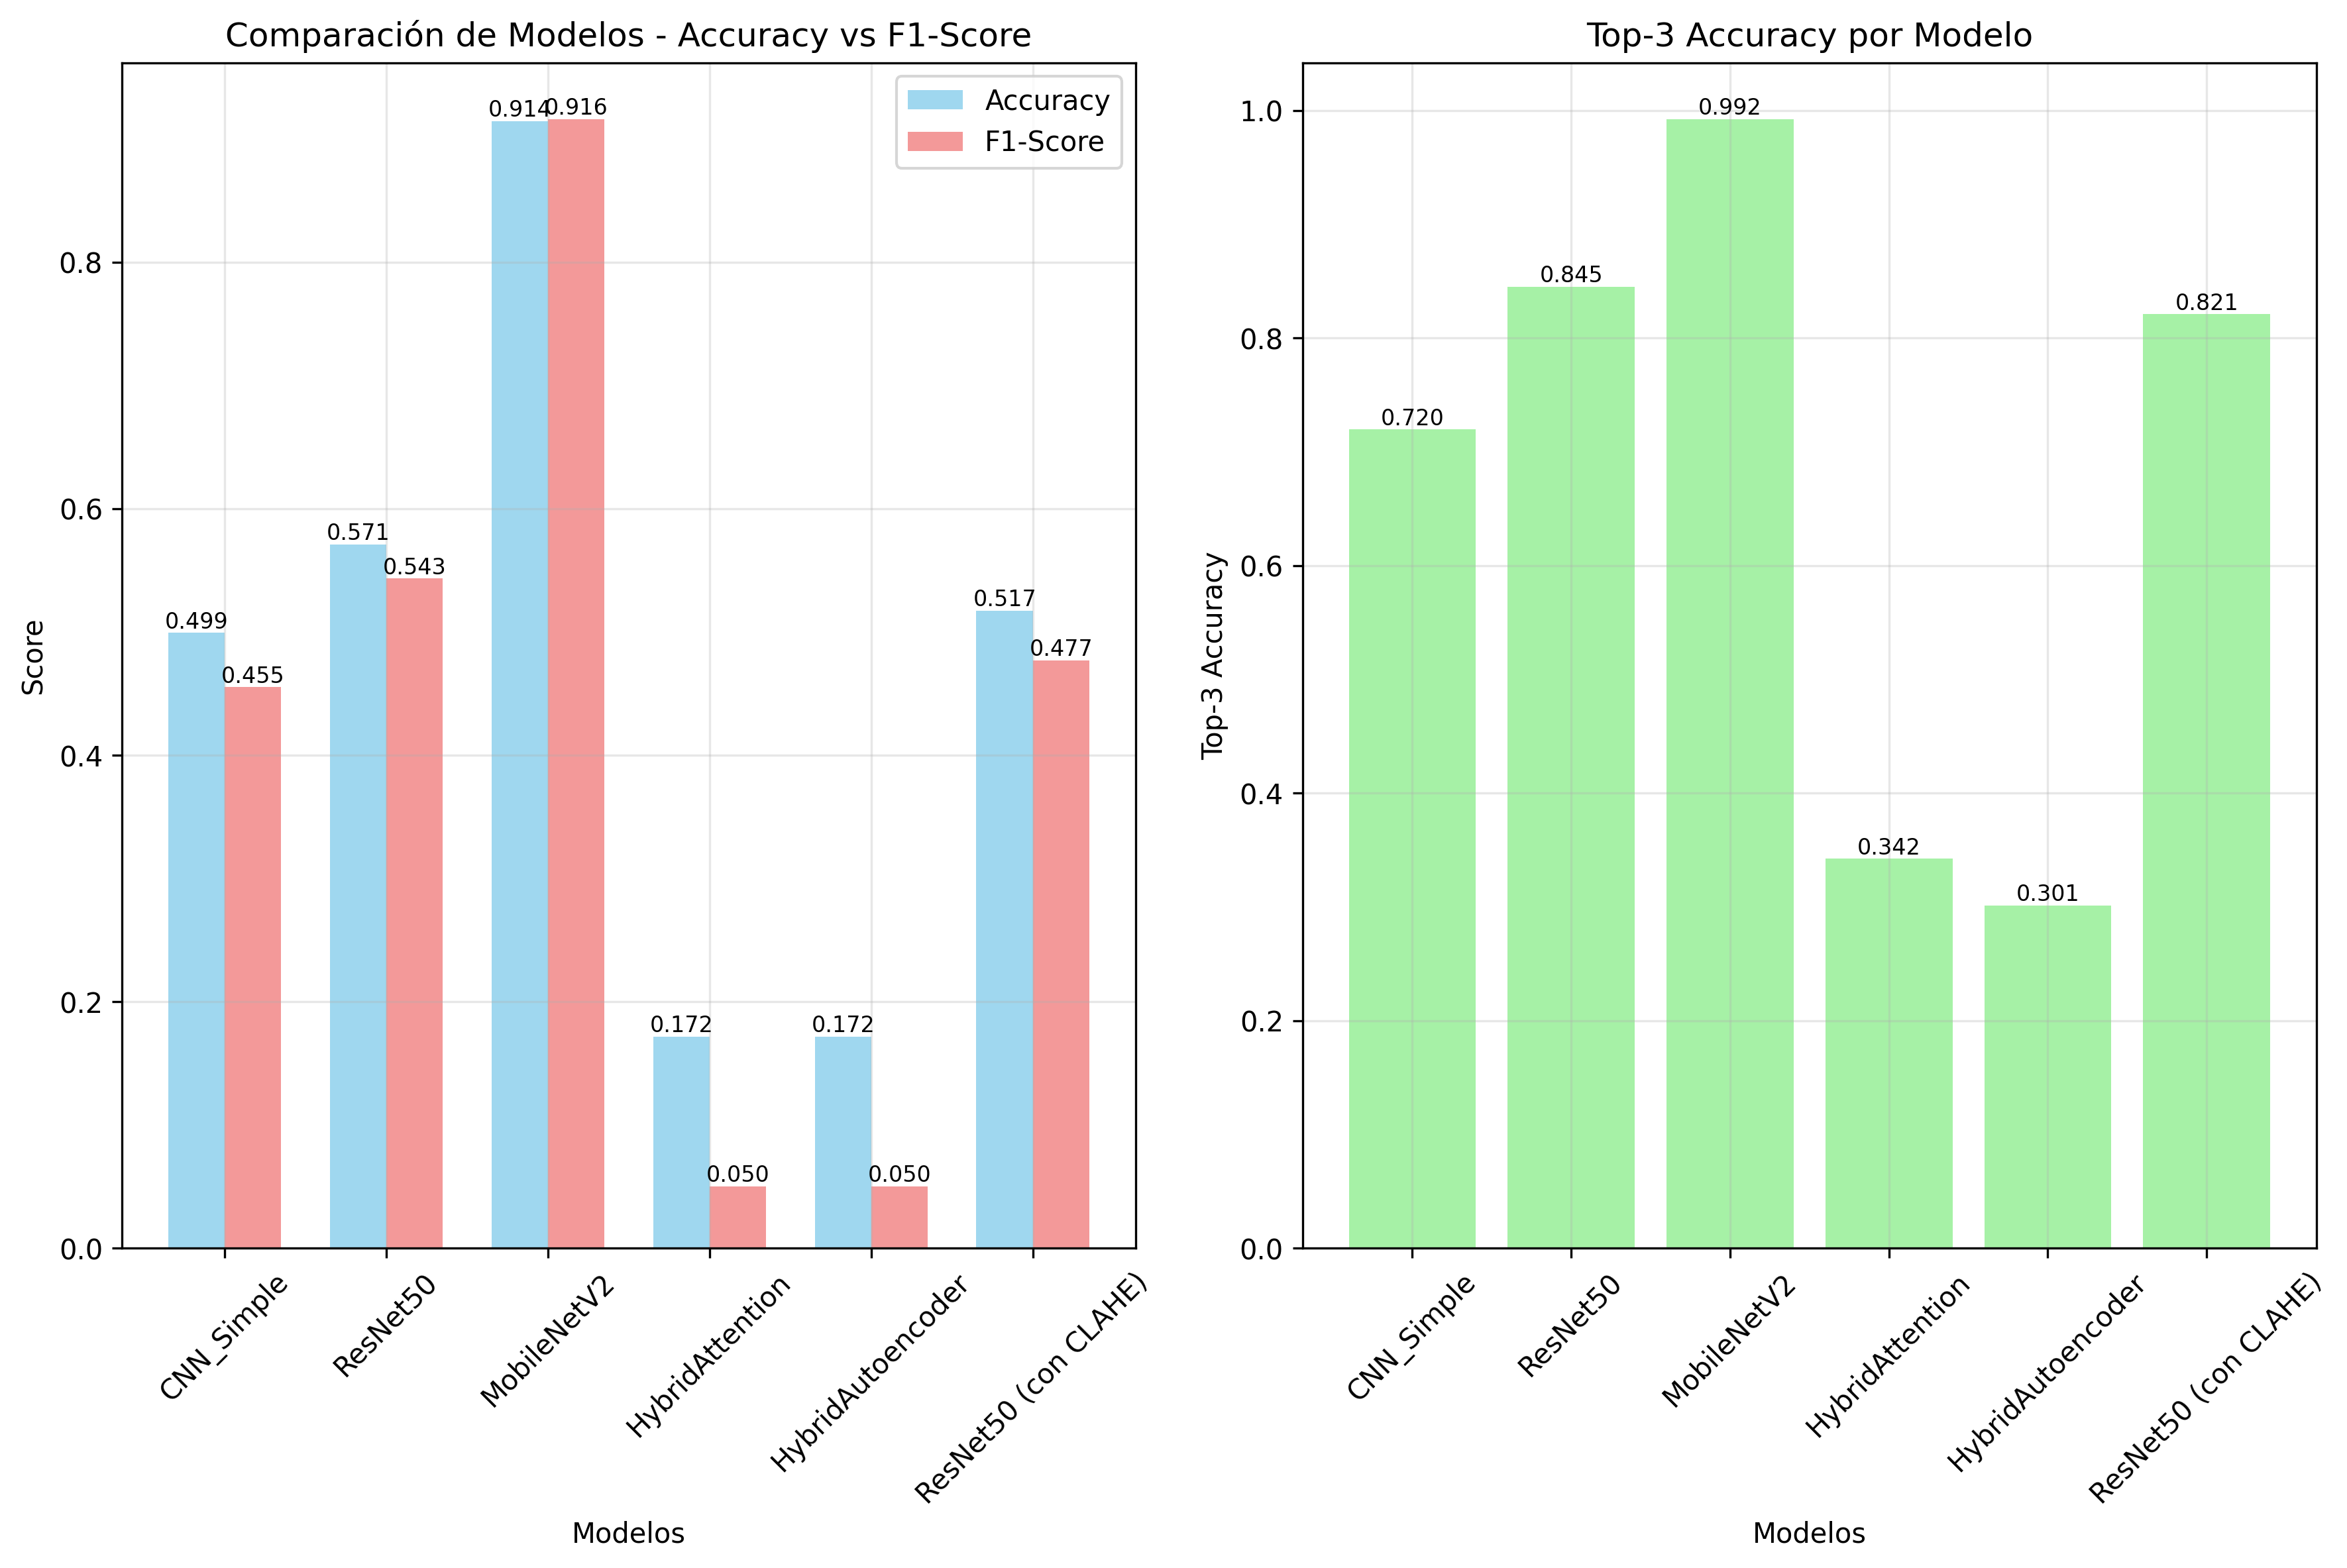 Comparación de Modelos - Accuracy vs F1-Score
Accuracy
F1-Score
Score
0.8
0.6
0.4
0.2
0.0
0.499
0.455
0.571
0.543
0.914
0.916
0.172
0.050
0.172
0.050
0.517
0.477
CNN_Simple
ResNet50
MobileNetV2
HybridAttention
HybridAutoencoder
ResNet50 (con CLAHE)
Modelos
Top-3 Accuracy por Modelo
Top-3 Accuracy
1.0
0.8
0.6
0.4
0.2
0.0
0.720
0.845
0.992
0.342
0.301
0.821
CNN_Simple
ResNet50
MobileNetV2
HybridAttention
HybridAutoencoder
ResNet50 (con CLAHE)
Modelos